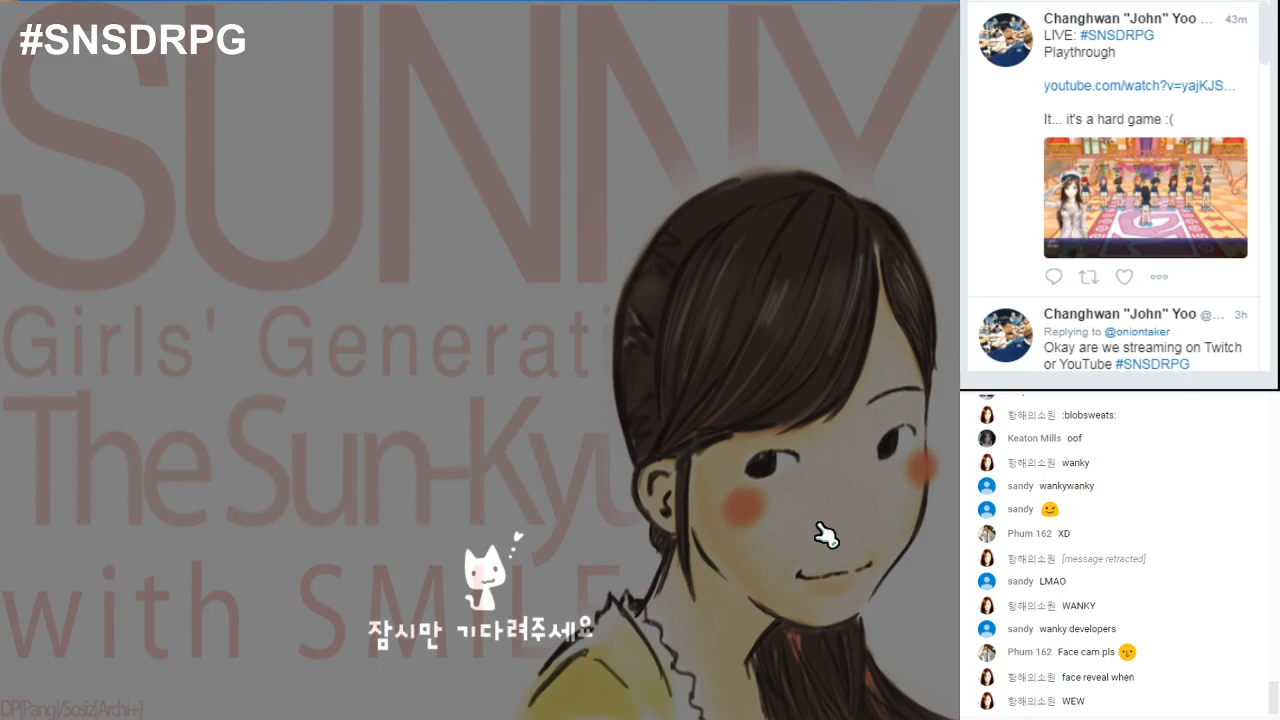 #SNSDRPG
SUNNY
Girls' Generati
The Sun-Kyu
with SMILE
잠시만 기다려주세요
DP[Pang]/Sosiz[Archi+]
Changhwan "John" Yoo ... 43m
LIVE: #SNSDRPG
Playthrough
youtube.com/watch?v=yajKJS...
It... it's a hard game :(
Changhwan "John" Yoo @... 3h
Replying to @oniontaker
Okay are we streaming on Twitch
or YouTube #SNSDRPG
황해의소원 :blobsweats:
Keaton Mills oof
황해의소원 wanky
sandy wankywanky
sandy
Phum 162 XD
황해의소원 [message retracted]
sandy LMAO
황해의소원 WANKY
sandy wanky developers
Phum 162 Face cam pls
황해의소원 face reveal when
황해의소원 WEW